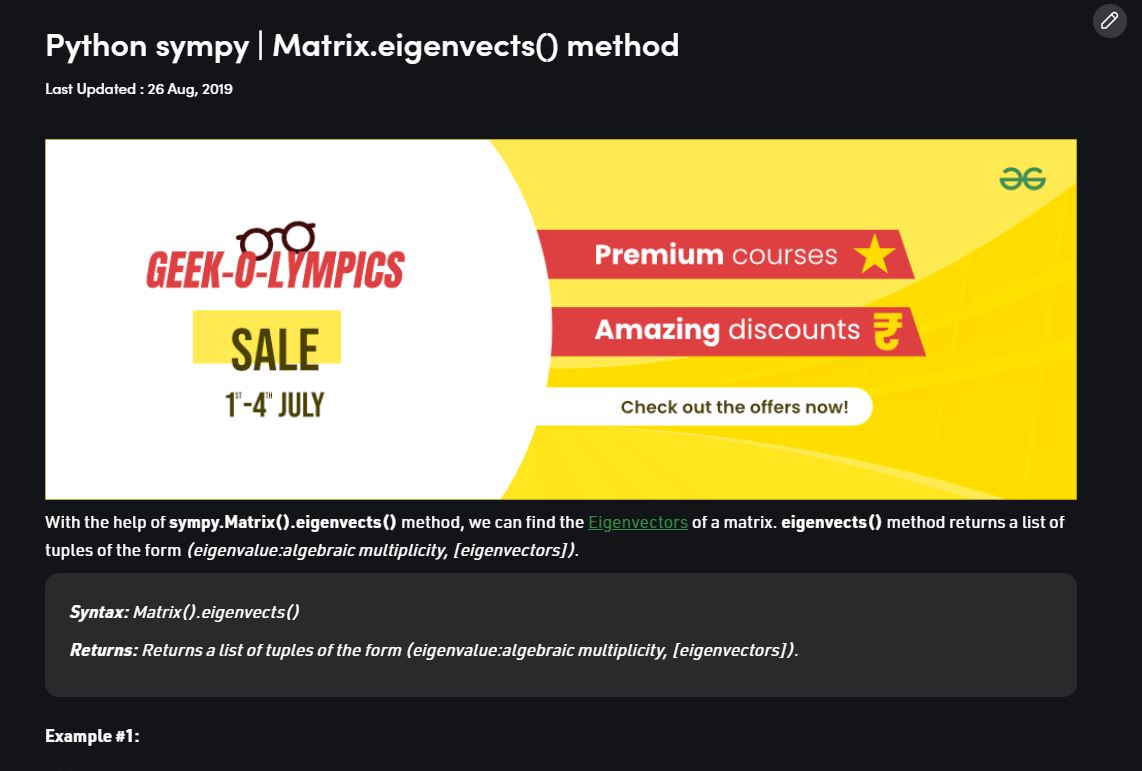 Python sympy | Matrix.eigenvects() method
Last Updated : 26 Aug, 2019
GEEK-O-LYMPICS
SALE
1ST-4TH JULY
Premium courses
Amazing discounts ₹
Check out the offers now!
With the help of sympy.Matrix().eigenvects() method, we can find the Eigenvectors of a matrix. eigenvects() method returns a list of
tuples of the form (eigenvalue:algebraic multiplicity, [eigenvectors]).
Syntax: Matrix().eigenvects()
Returns: Returns a list of tuples of the form (eigenvalue:algebraic multiplicity, [eigenvectors]).
Example #1: